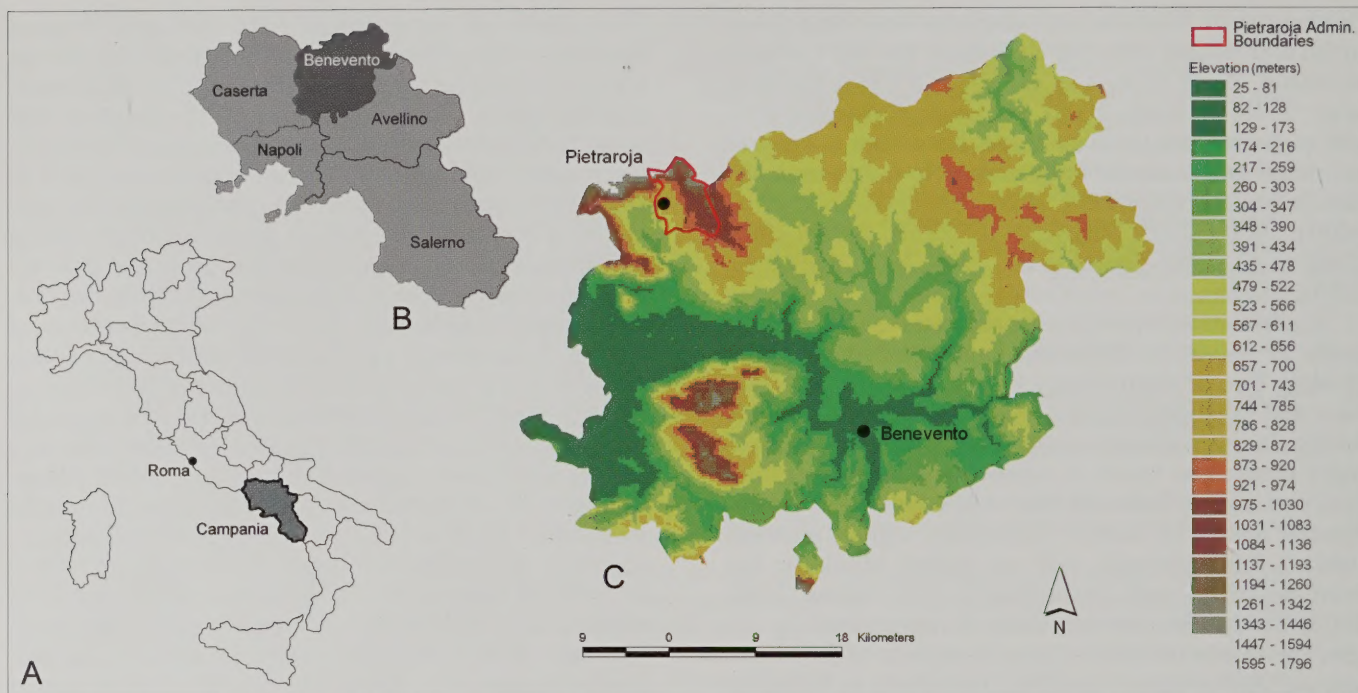 Benevento
Caserta
Avellino
Napoli
Salerno
B
Roma
Campania
A
Pietraroja
Benevento
C
N
9 0 9 18 Kilometers
Pietraroja Admin.
Boundaries
Elevation (meters)
25 - 81
82 - 128
129 - 173
174 - 216
217 - 259
260 - 303
304 - 347
348 - 390
391 - 434
435 - 478
479 - 522
523 - 566
567 - 611
612 - 656
657 - 700
701 - 743
744 - 785
786 - 828
829 - 872
873 - 920
921 - 974
975 - 1030
1031 - 1083
1084 - 1136
1137 - 1193
1194 - 1260
1261 - 1342
1343 - 1446
1447 - 1594
1595 - 1796